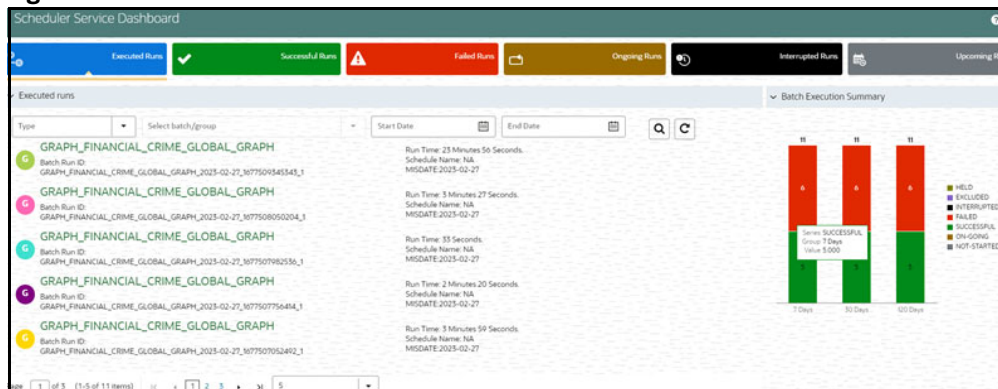 Scheduler Service Dashboard
Executed Runs
Successful Runs
Failed Runs
Ongoing Runs
Interrupted Runs
Upcoming
Executed runs
Type
Select batch/group
Start Date
End Date
G
GRAPH_FINANCIAL_CRIME_GLOBAL_GRAPH
Batch Run ID:
GRAPH_FINANCIAL_CRIME_GLOBAL_GRAPH_2023-02-27_1677509345343_1
Run Time: 23 Minutes 56 Seconds.
Schedule Name: NA
MISDATE:2023-02-27
G
GRAPH_FINANCIAL_CRIME_GLOBAL_GRAPH
Batch Run ID:
GRAPH_FINANCIAL_CRIME_GLOBAL_GRAPH_2023-02-27_1677508050204_1
Run Time: 3 Minutes 27 Seconds.
Schedule Name: NA
MISDATE:2023-02-27
G
GRAPH_FINANCIAL_CRIME_GLOBAL_GRAPH
Batch Run ID:
GRAPH_FINANCIAL_CRIME_GLOBAL_GRAPH_2023-02-27_1677507982536_1
Run Time: 33 Seconds.
Schedule Name: NA
MISDATE:2023-02-27
G
GRAPH_FINANCIAL_CRIME_GLOBAL_GRAPH
Batch Run ID:
GRAPH_FINANCIAL_CRIME_GLOBAL_GRAPH_2023-02-27_1677507756414_1
Run Time: 2 Minutes 20 Seconds.
Schedule Name: NA
MISDATE:2023-02-27
G
GRAPH_FINANCIAL_CRIME_GLOBAL_GRAPH
Batch Run ID:
GRAPH_FINANCIAL_CRIME_GLOBAL_GRAPH_2023-02-27_1677507052492_1
Run Time: 3 Minutes 59 Seconds.
Schedule Name: NA
MISDATE:2023-02-27
1 of 3 (1-5 of 11 items) 1 2 3 5
Batch Execution Summary
11 11 11
6 6 6
Series SUCCESSFUL
Group 7 Days
Value 5.000
5 5 5
7 Days 30 Days 120 Days
HELD
EXCLUDED
INTERRUPTED
FAILED
SUCCESSFUL
ON-GOING
NOT-STARTED